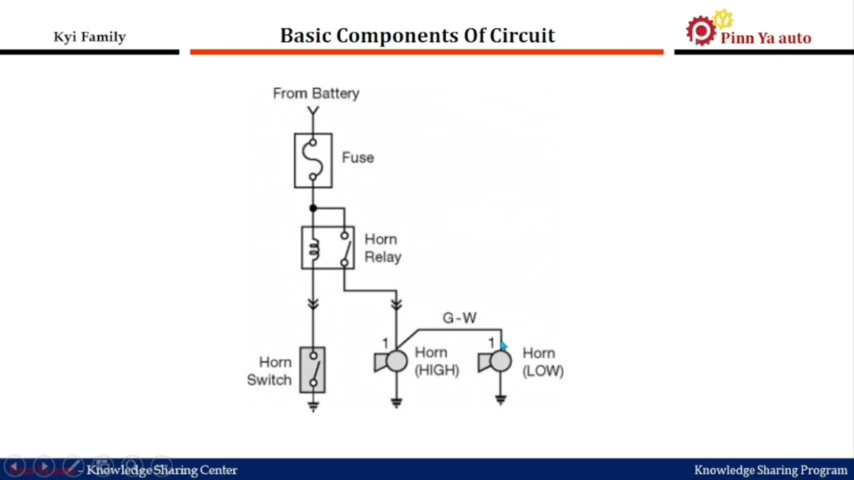 Kyi Family
Basic Components Of Circuit
Pinn Ya auto
From Battery
Fuse
Horn
Relay
G-W
1
Horn
(HIGH)
1
Horn
(LOW)
Horn
Switch
– Knowledge Sharing Center
Knowledge Sharing Program